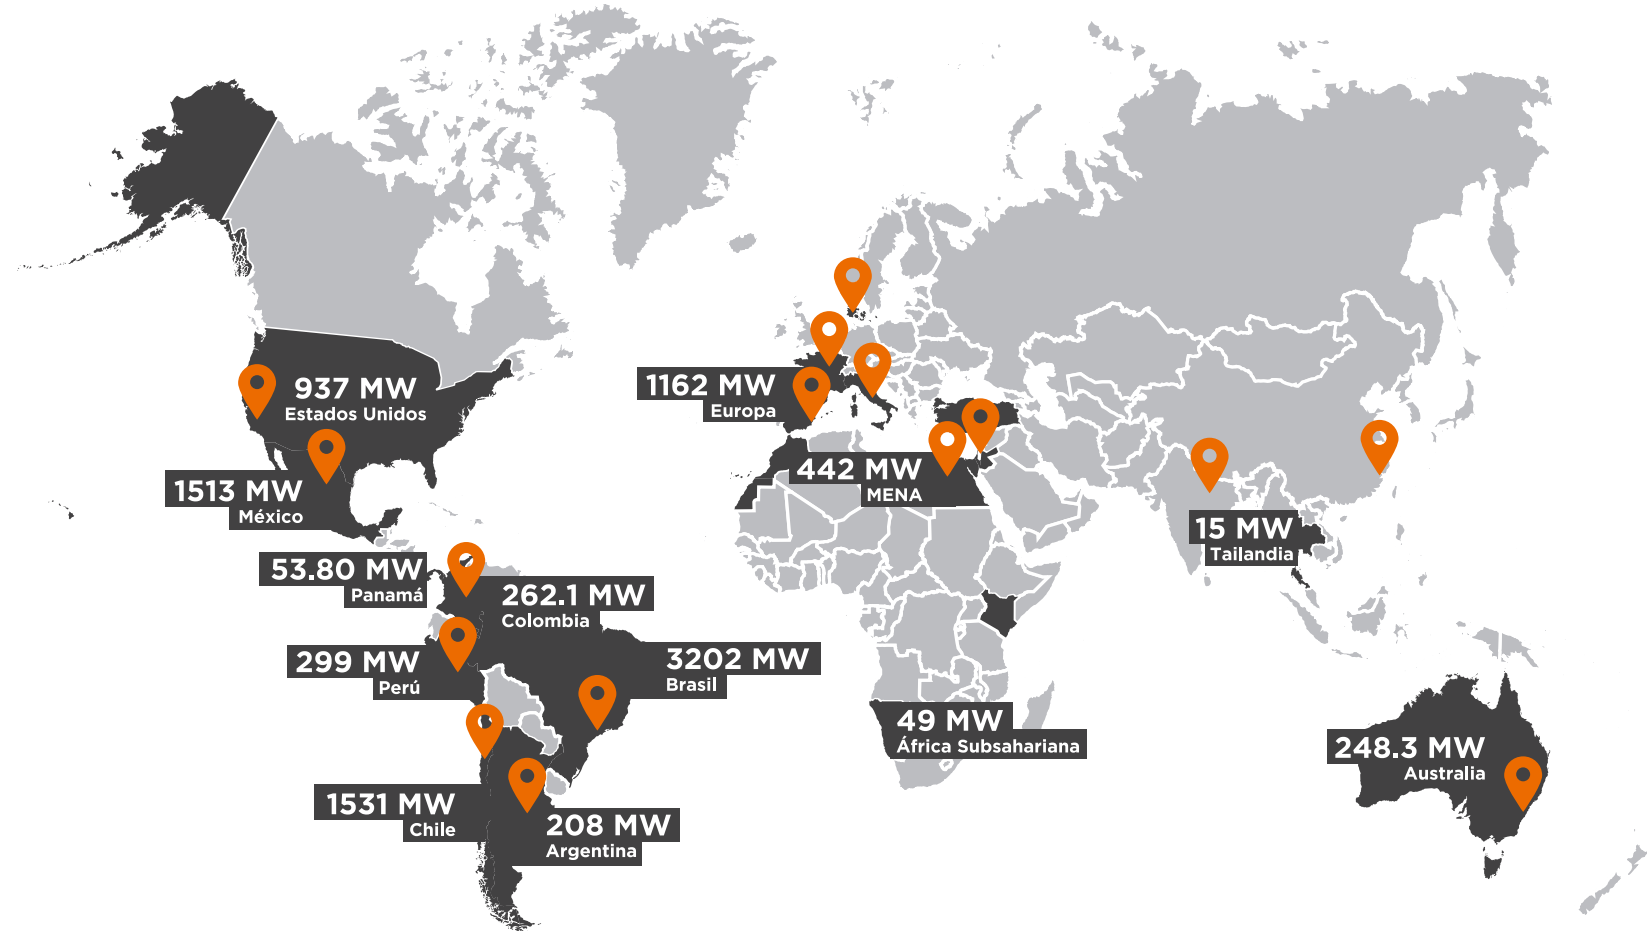 937 MW
Estados Unidos
1162 MW
Europa
442 MW
MENA
1513 MW
México
15 MW
Tailandia
53.80 MW
Panamá
262.1 MW
Colombia
299 MW
Perú
3202 MW
Brasil
49 MW
África Subsahariana
248.3 MW
Australia
1531 MW
Chile
208 MW
Argentina